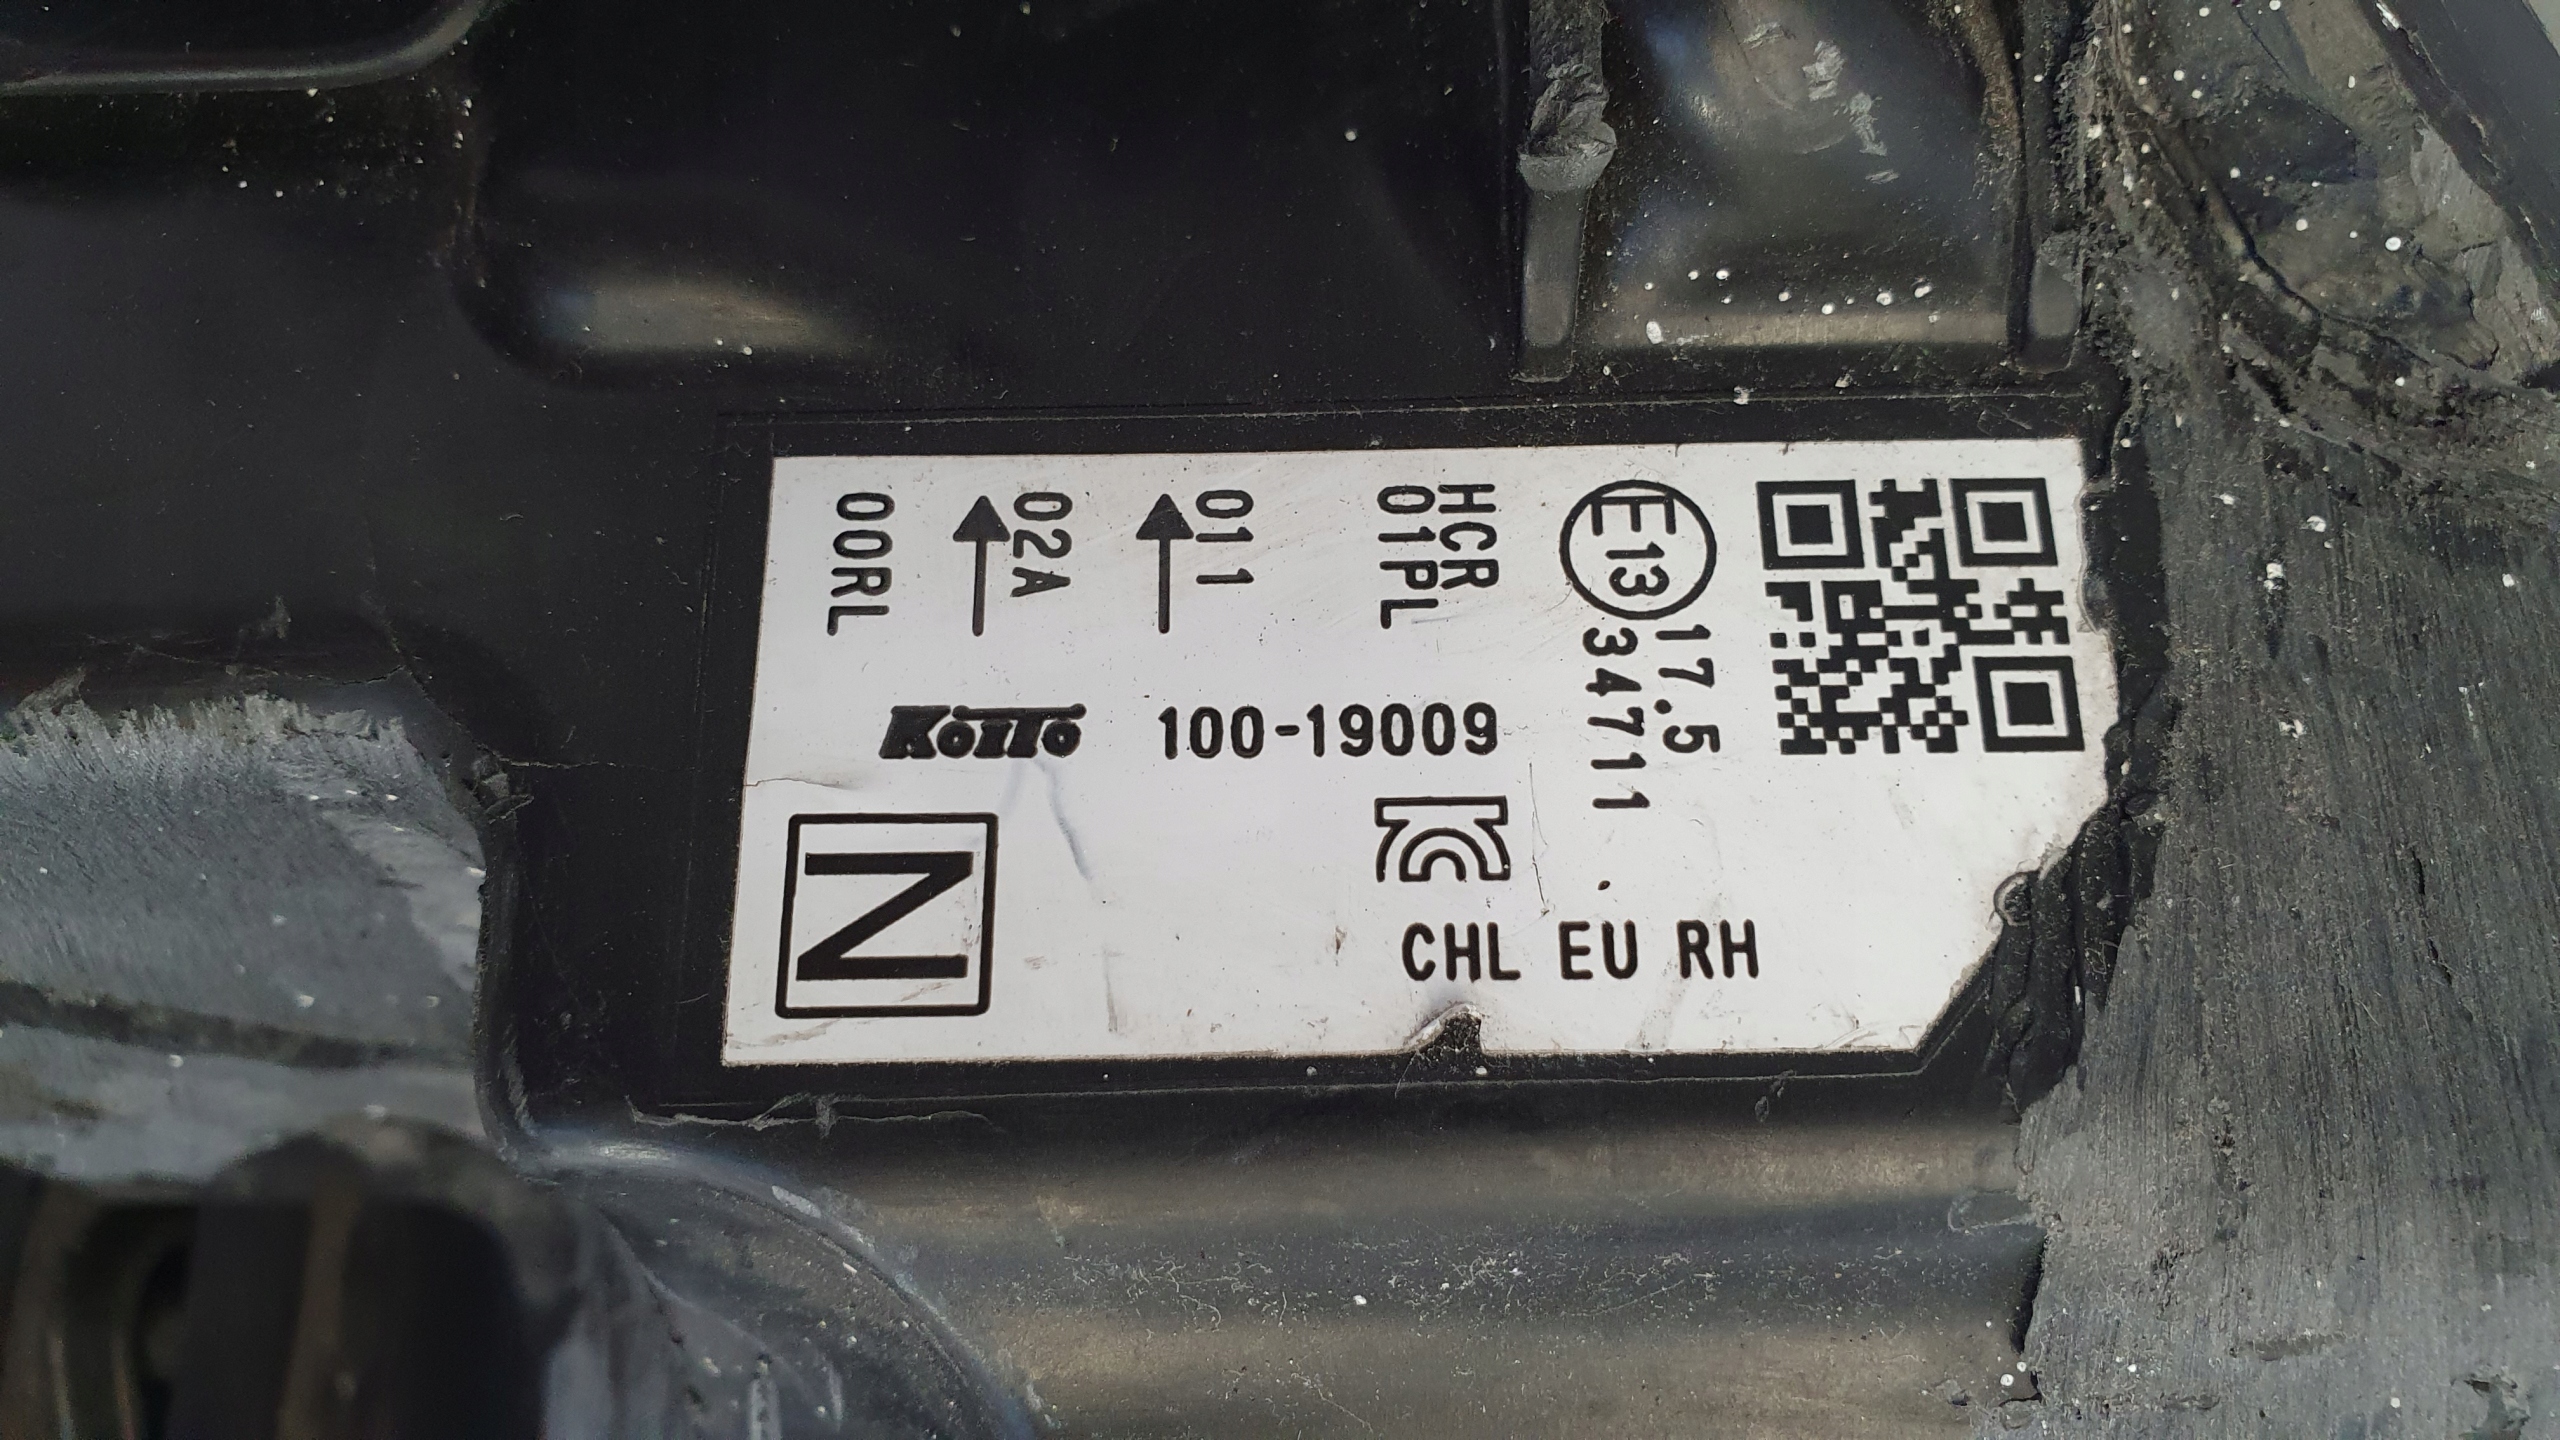 HCR
01PL
E13
17.5
34711
011
02A
00RL
KOITO 100-19009
N
CHL EU RH